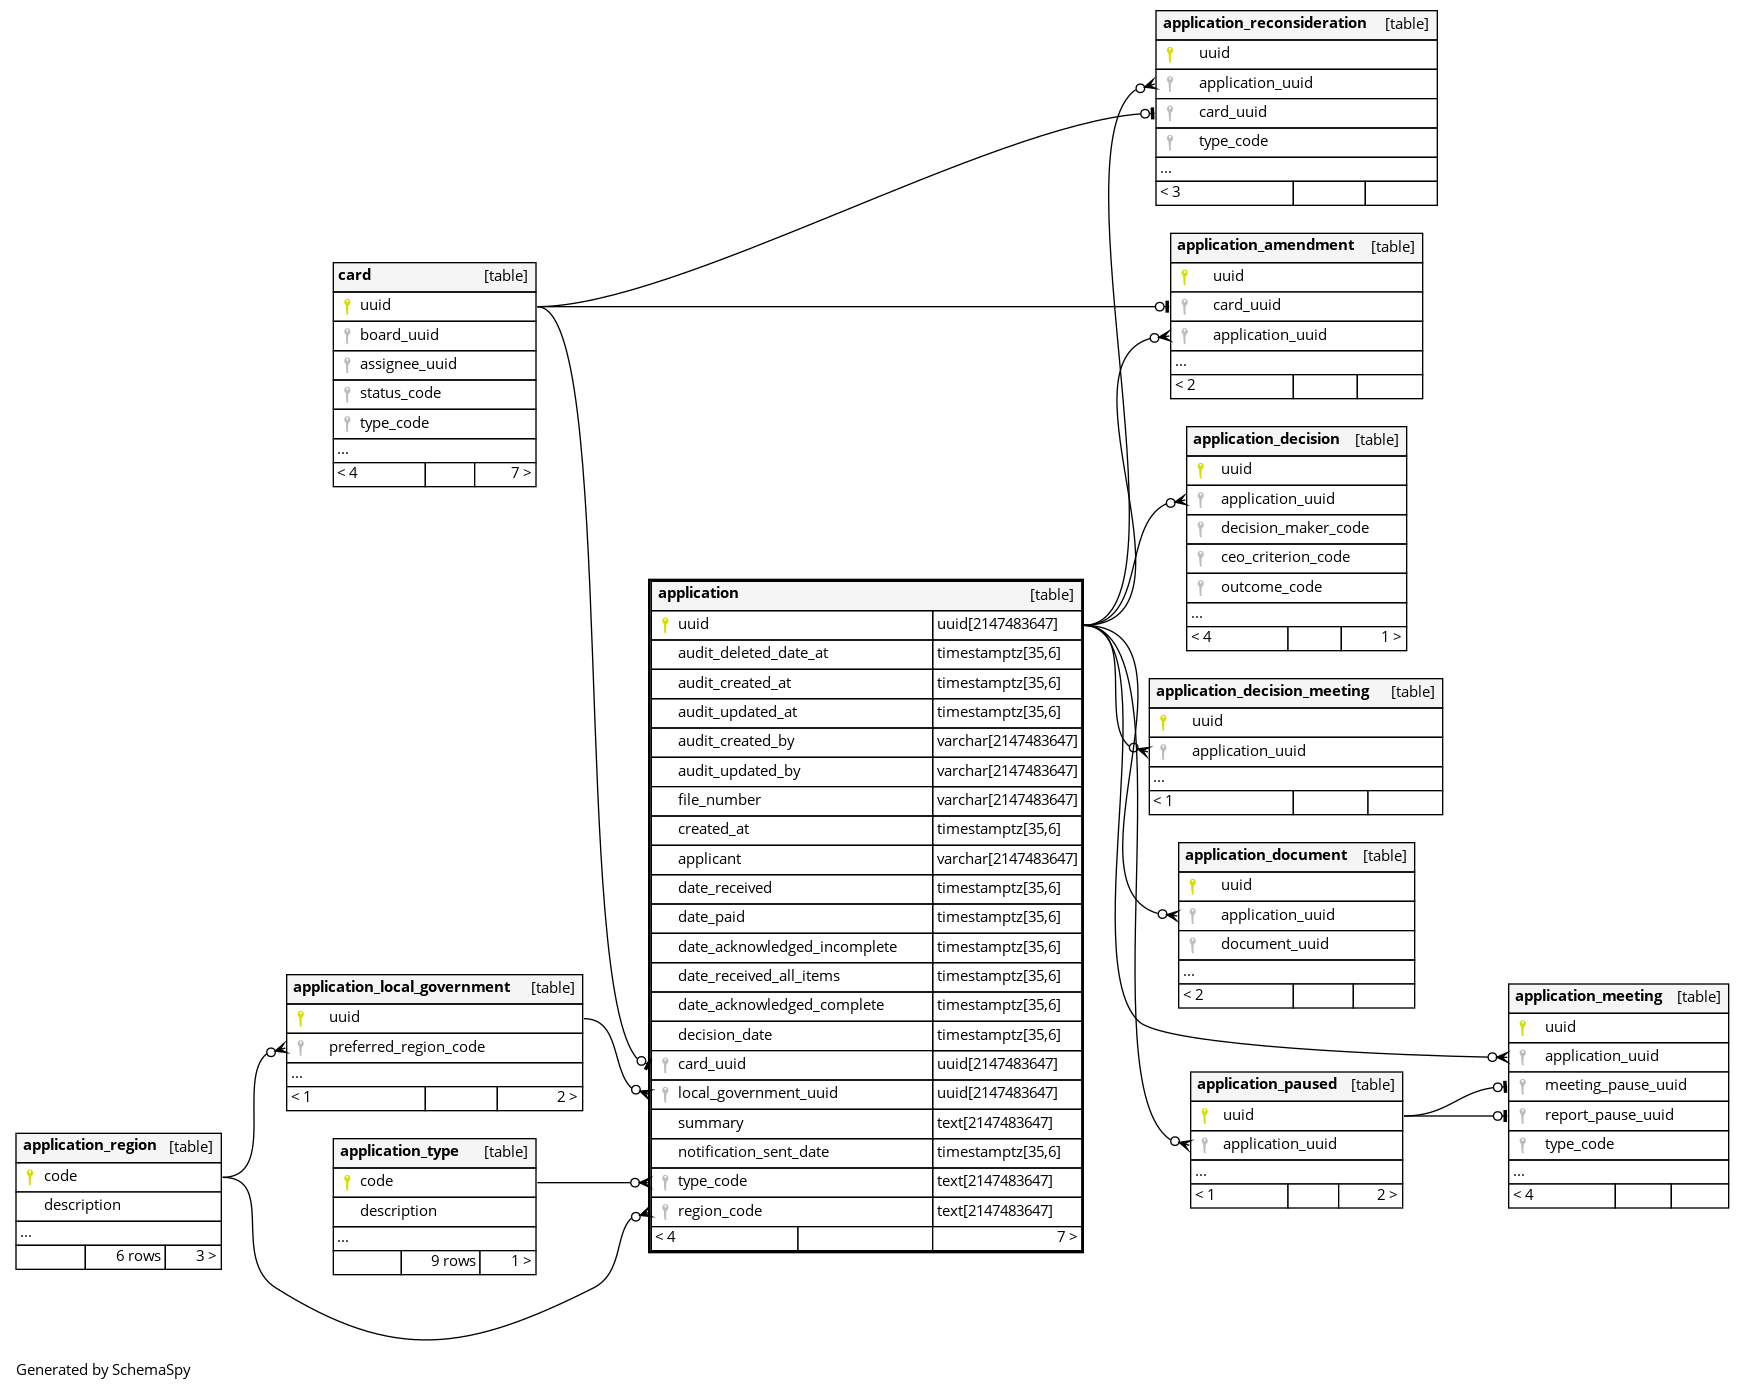 application_reconsideration [table]
uuid
application_uuid
card_uuid
type_code
...
< 3
application_amendment [table]
uuid
card_uuid
application_uuid
...
< 2
card [table]
uuid
board_uuid
assignee_uuid
status_code
type_code
...
< 4 7 >
application_decision [table]
uuid
application_uuid
decision_maker_code
ceo_criterion_code
outcome_code
...
< 4 1 >
application [table]
uuid uuid[2147483647]
audit_deleted_date_at timestamptz[35,6]
audit_created_at timestamptz[35,6]
audit_updated_at timestamptz[35,6]
audit_created_by varchar[2147483647]
audit_updated_by varchar[2147483647]
file_number varchar[2147483647]
created_at timestamptz[35,6]
applicant varchar[2147483647]
date_received timestamptz[35,6]
date_paid timestamptz[35,6]
date_acknowledged_incomplete timestamptz[35,6]
date_received_all_items timestamptz[35,6]
date_acknowledged_complete timestamptz[35,6]
decision_date timestamptz[35,6]
card_uuid uuid[2147483647]
local_government_uuid uuid[2147483647]
summary text[2147483647]
notification_sent_date timestamptz[35,6]
type_code text[2147483647]
region_code text[2147483647]
< 4 7 >
application_decision_meeting [table]
uuid
application_uuid
...
< 1
application_document [table]
uuid
application_uuid
document_uuid
...
< 2
application_meeting [table]
uuid
application_uuid
meeting_pause_uuid
report_pause_uuid
type_code
...
< 4
application_paused [table]
uuid
application_uuid
...
< 1 2 >
application_local_government [table]
uuid
preferred_region_code
...
< 1 2 >
application_region [table]
code
description
...
6 rows 3 >
application_type [table]
code
description
...
9 rows 1 >
Generated by SchemaSpy